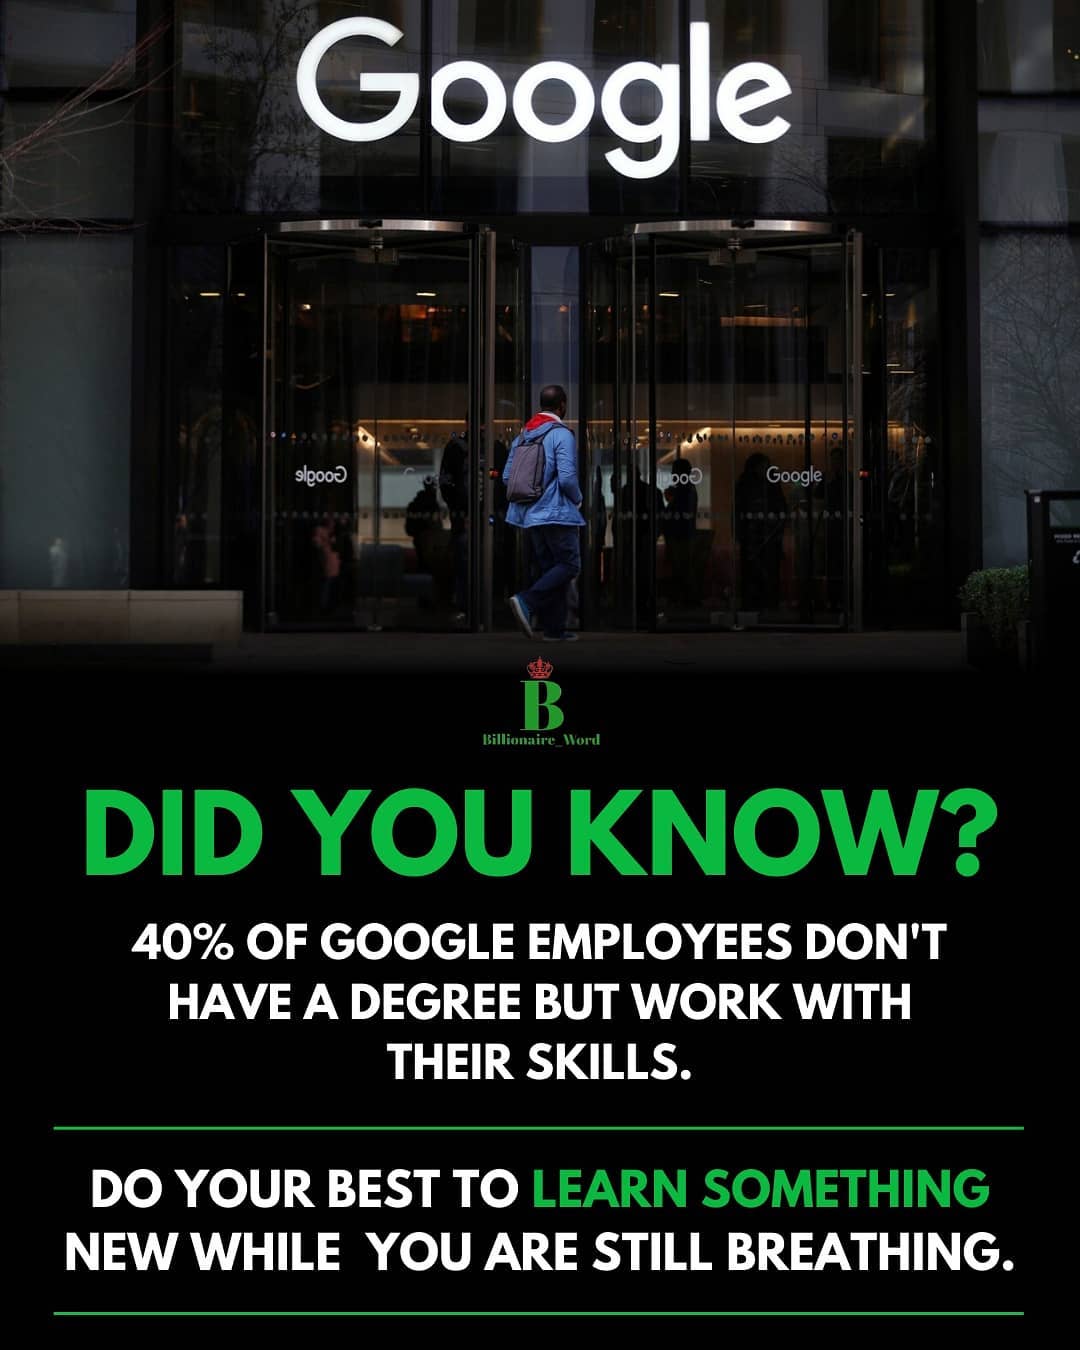 Google
Google
Google
Billionaire_Word
DID YOU KNOW?
40% OF GOOGLE EMPLOYEES DON'T
HAVE A DEGREE BUT WORK WITH
THEIR SKILLS.
DO YOUR BEST TO LEARN SOMETHING
NEW WHILE YOU ARE STILL BREATHING.